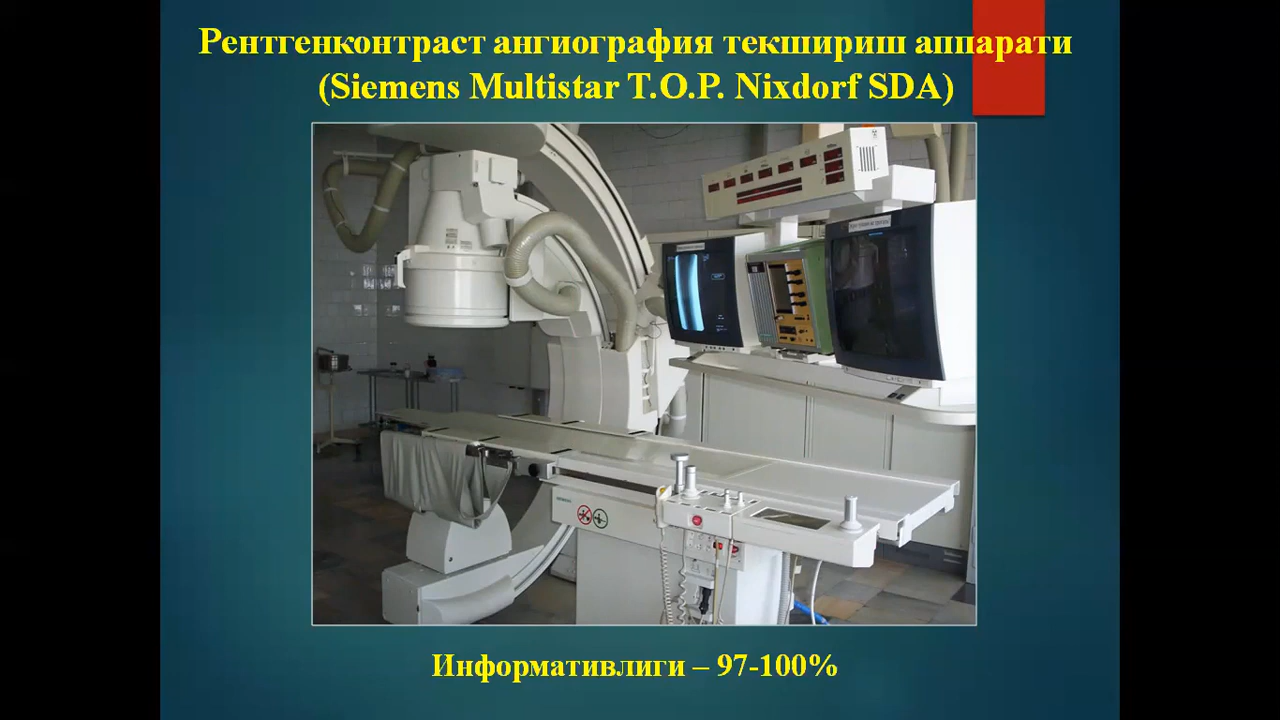 Рентгенконтраст ангиография текшириш аппарати
(Siemens Multistar T.O.P. Nixdorf SDA)
Информативлиги – 97-100%